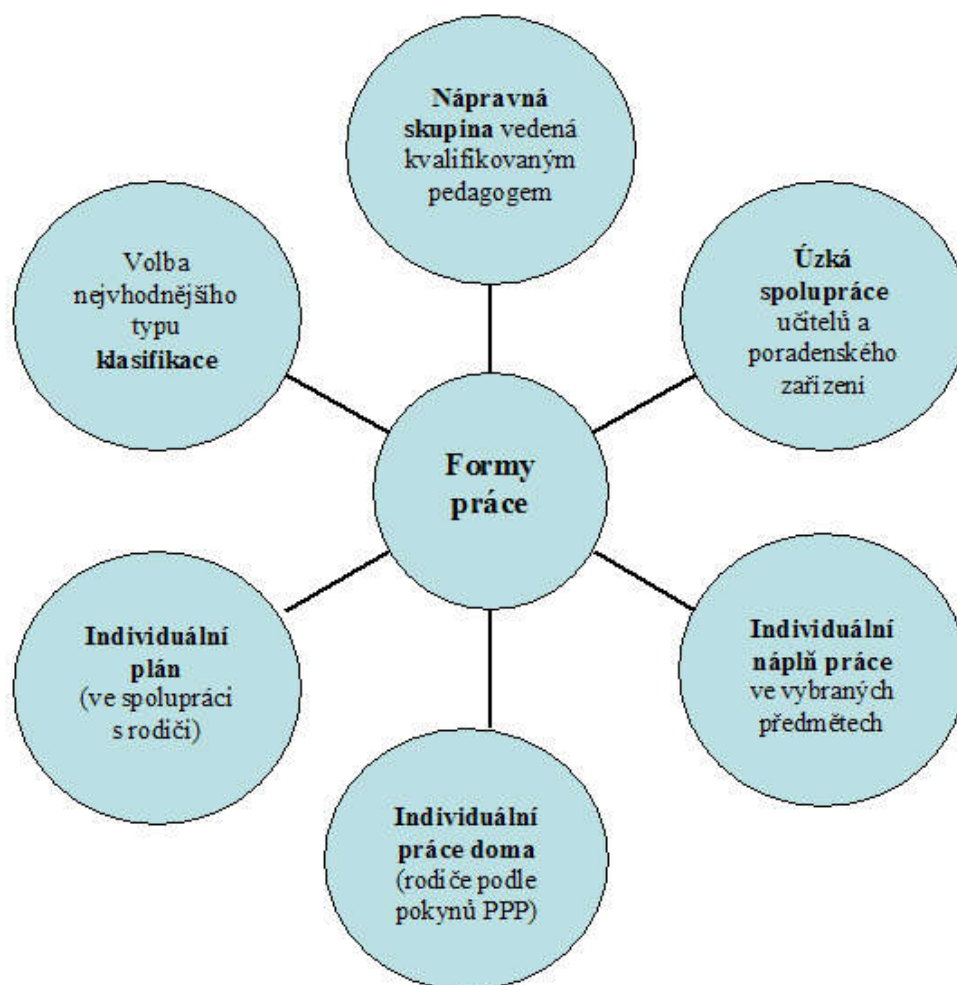 Nápravná
skupina vedená
kvalifikovaným
pedagogem
Úzká
spolupráce
učitelů a
poradenského
zařízení
Volba
nejvhodnějšího
typu
klasifikace
Formy
práce
Individuální
plán
(ve spolupráci
s rodiči)
Individuální
náplň práce
ve vybraných
předmětech
Individuální
práce doma
(rodiče podle
pokynů PPP)